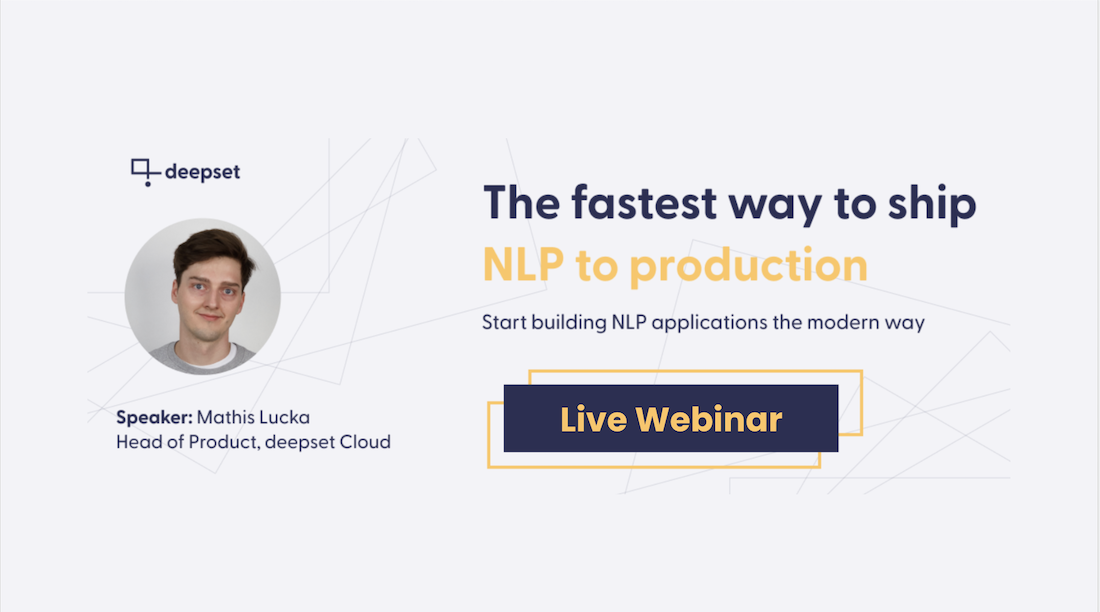 deepset
The fastest way to ship
NLP to production
Start building NLP applications the modern way
Live Webinar
Speaker: Mathis Lucka
Head of Product, deepset Cloud